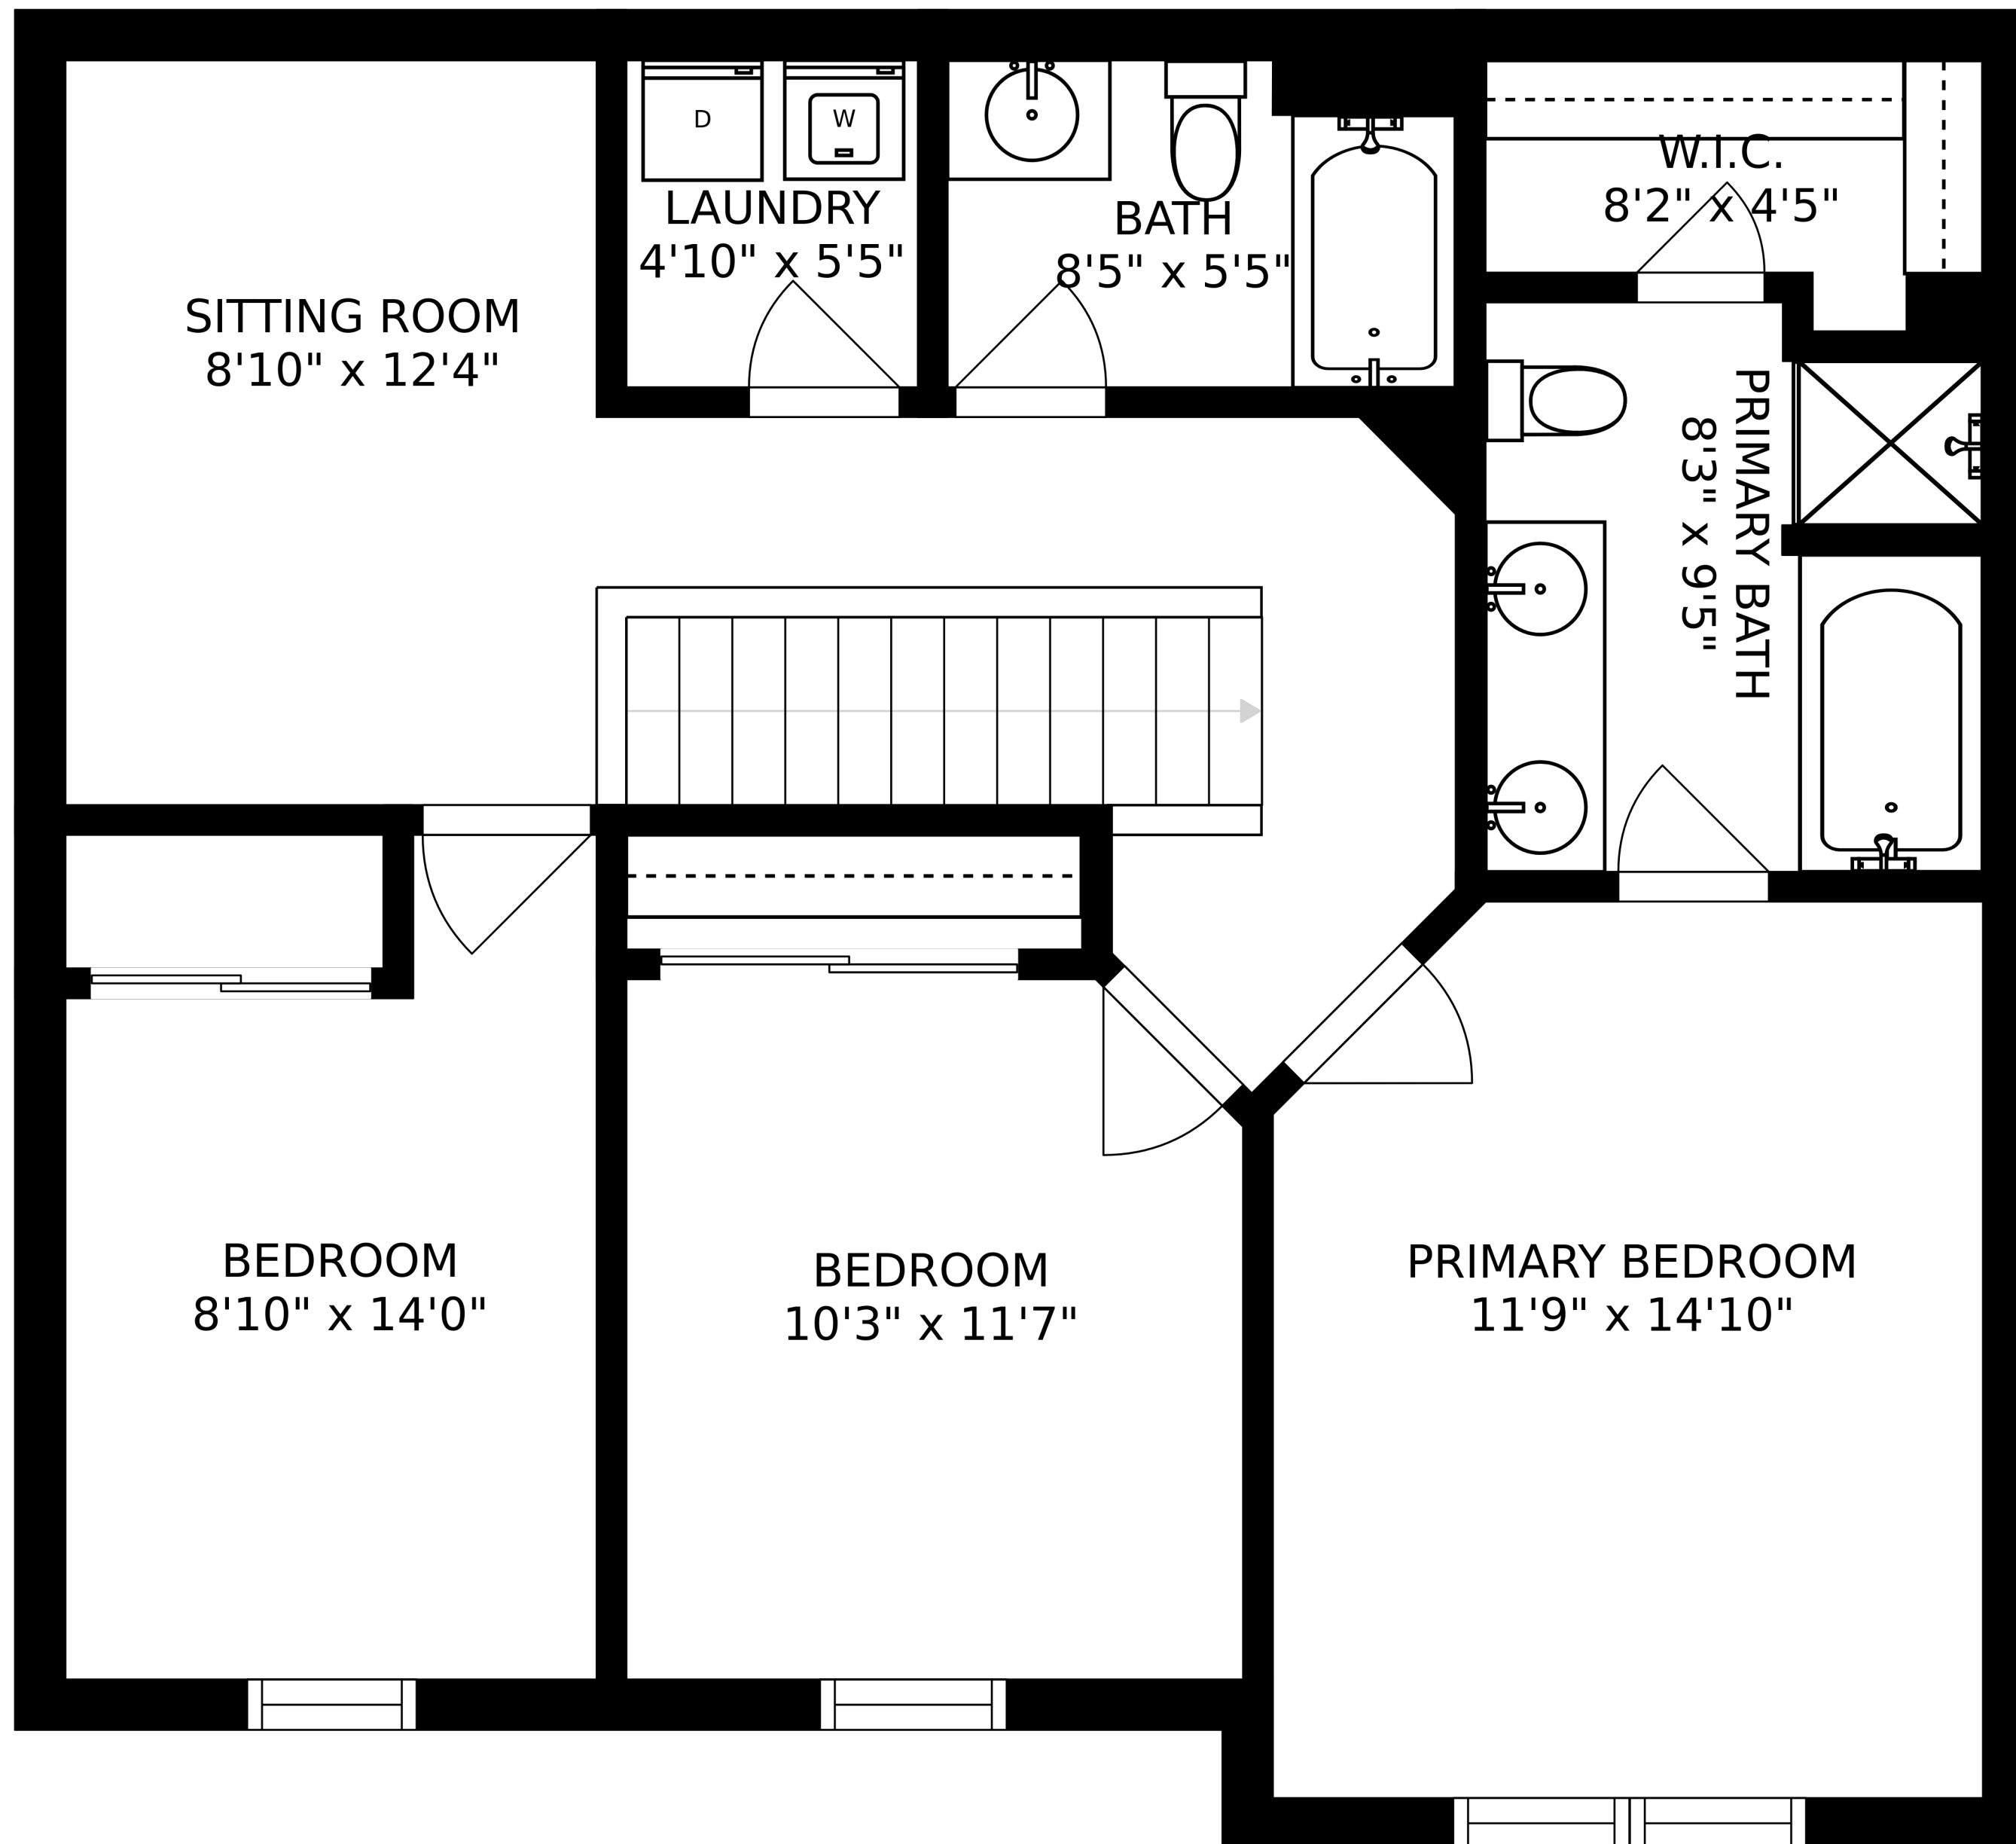 D
W
LAUNDRY
4'10" x 5'5"
BATH
8'5" x 5'5"
W.I.C.
8'2" x 4'5"
SITTING ROOM
8'10" x 12'4"
PRIMARY BATH
8'3" x 9'5"
BEDROOM
8'10" x 14'0"
BEDROOM
10'3" x 11'7"
PRIMARY BEDROOM
11'9" x 14'10"